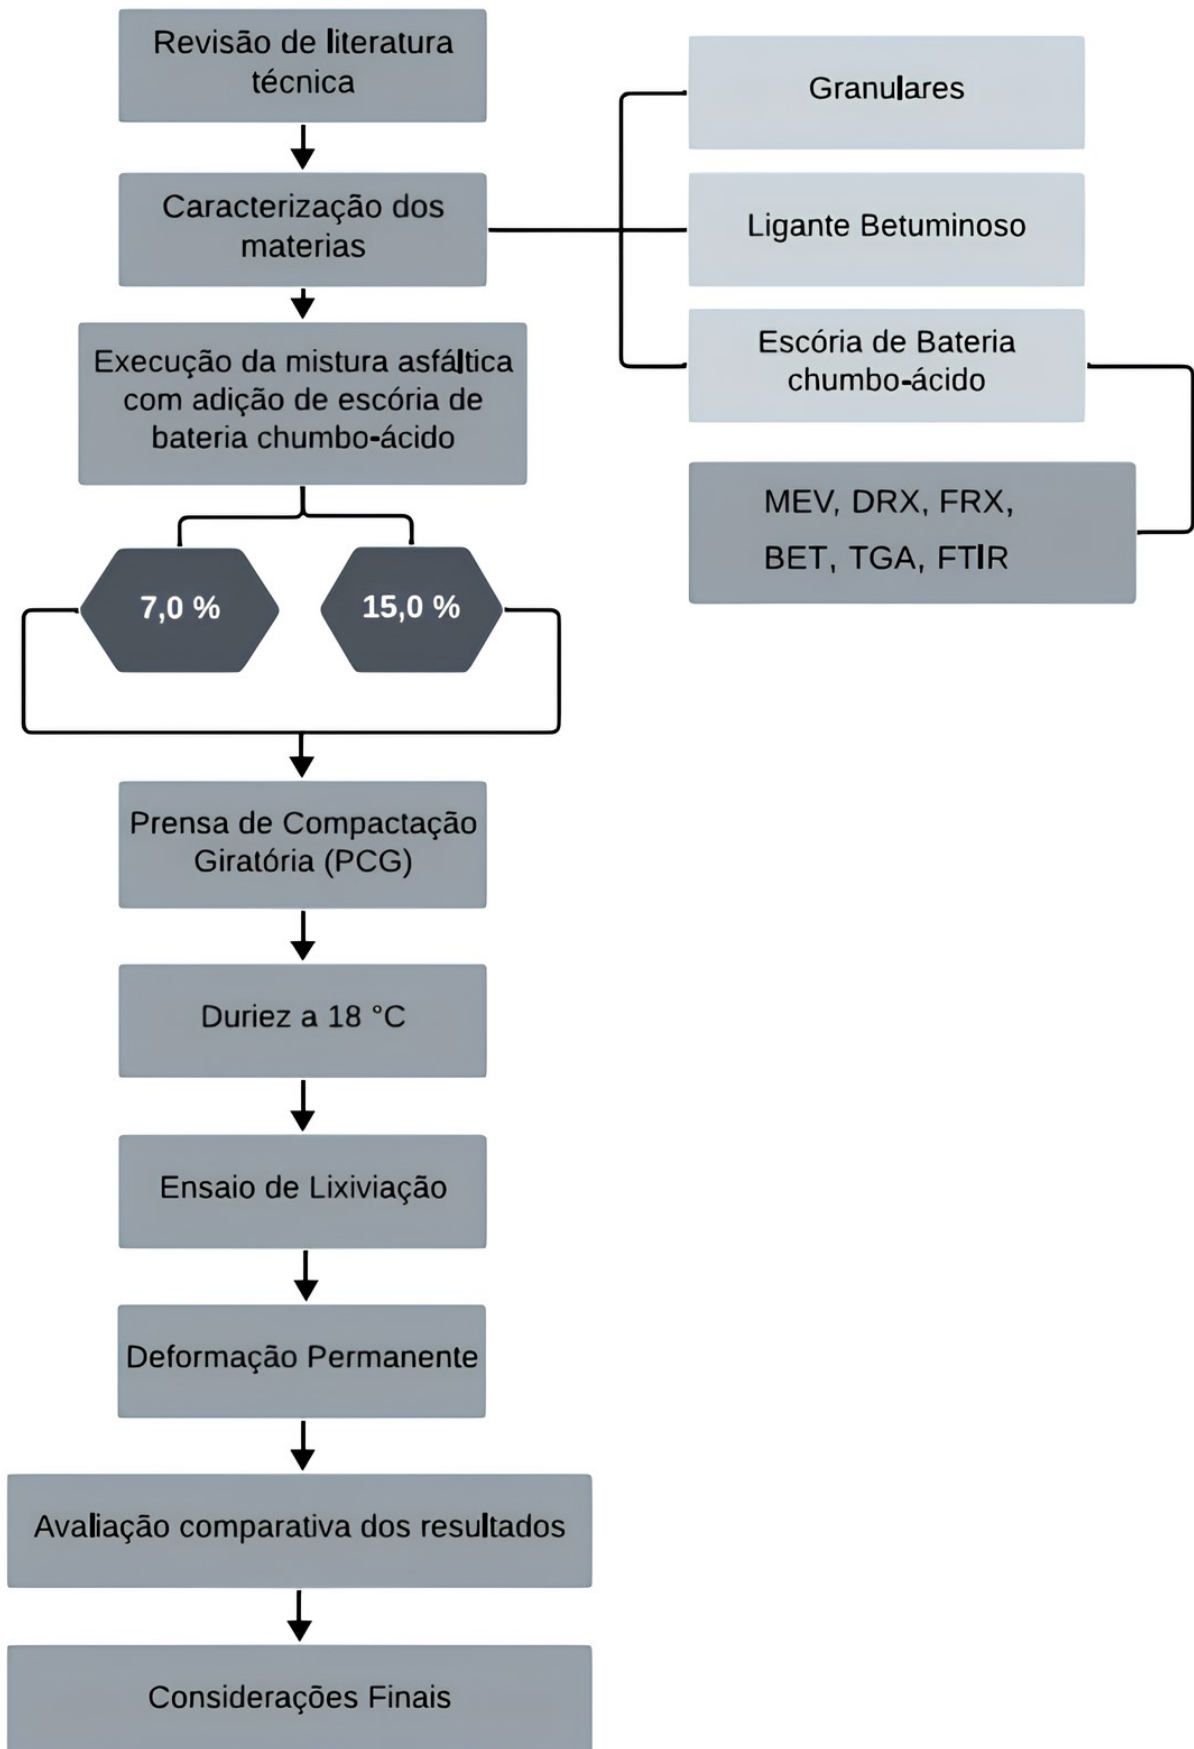 Revisão de literatura
técnica
Caracterização dos
materias
Granulares
Ligante Betuminoso
Escória de Bateria
chumbo-ácido
MEV, DRX, FRX,
BET, TGA, FTIR
Execução da mistura asfáltica
com adição de escória de
bateria chumbo-ácido
7,0 %
15,0 %
Prensa de Compactação
Giratória (PCG)
Duriez a 18 °C
Ensaio de Lixiviação
Deformação Permanente
Avaliação comparativa dos resultados
Considerações Finais